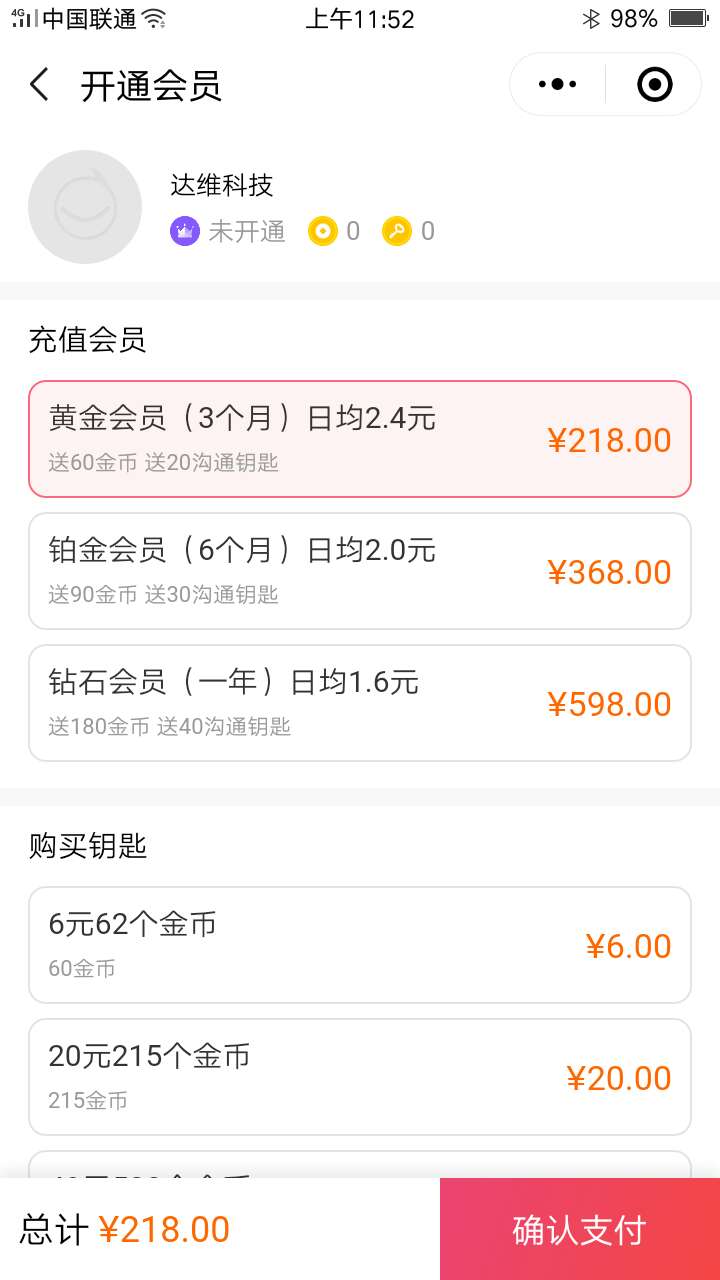 4G 中国联通 上午11:52 98%
开通会员
达维科技
未开通 0 0
充值会员
黄金会员（3个月）日均2.4元
¥218.00
送60金币 送20沟通钥匙
铂金会员（6个月）日均2.0元
¥368.00
送90金币 送30沟通钥匙
钻石会员（一年）日均1.6元
¥598.00
送180金币 送40沟通钥匙
购买钥匙
6元62个金币
¥6.00
60金币
20元215个金币
¥20.00
215金币
总计 ¥218.00
确认支付